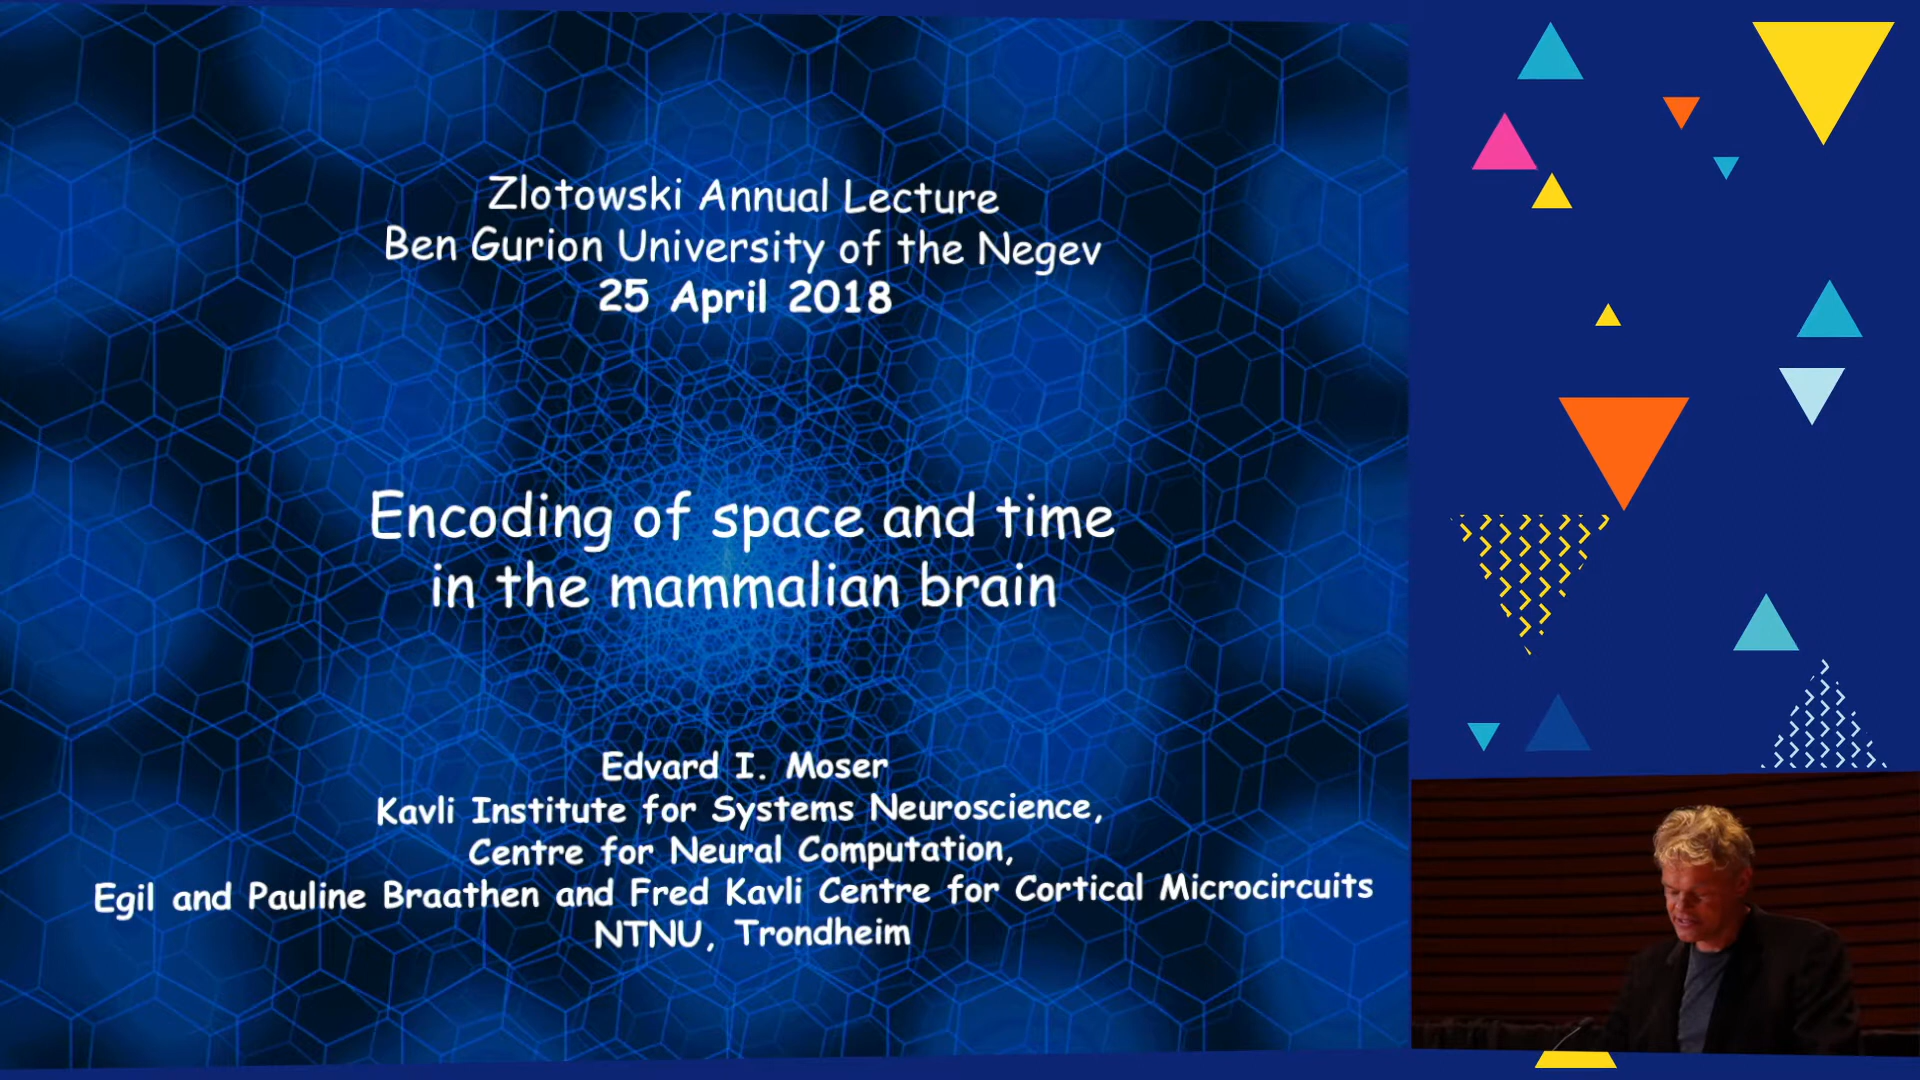 Zlotowski Annual Lecture
Ben Gurion University of the Negev
25 April 2018
Encoding of space and time
in the mammalian brain
Edvard I. Moser
Kavli Institute for Systems Neuroscience,
Centre for Neural Computation,
Egil and Pauline Braathen and Fred Kavli Centre for Cortical Microcircuits
NTNU, Trondheim